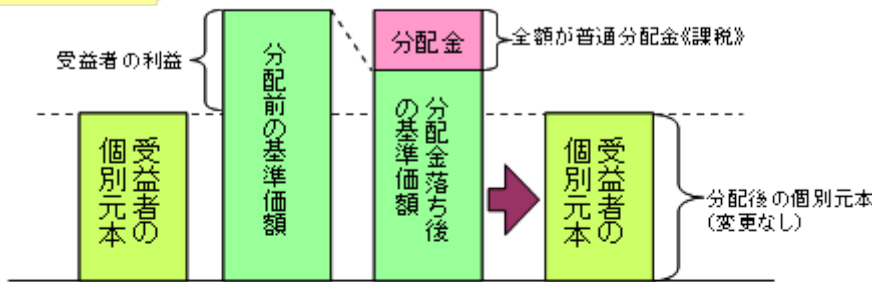 受益者の利益
分配前の基準価額
分配金
全額が普通分配金《課税》
受益者の
個別元本
分配金落ち後
の基準価額
受益者の
個別元本
分配後の個別元本
(変更なし)